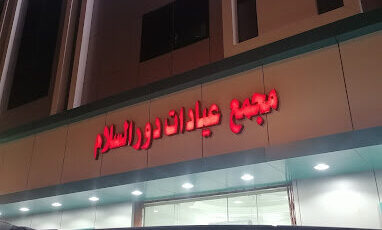 مجمع عيادات دور السلام